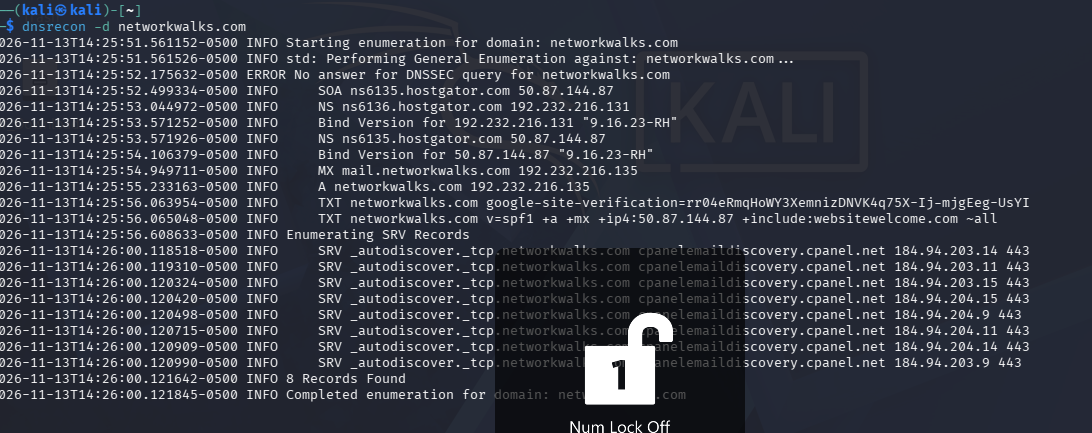 —(kali㉿kali)-[~]
-$ dnsrecon -d networkwalks.com
026-11-13T14:25:51.561152-0500 INFO Starting enumeration for domain: networkwalks.com
026-11-13T14:25:51.561526-0500 INFO std: Performing General Enumeration against: networkwalks.com...
026-11-13T14:25:52.175632-0500 ERROR No answer for DNSSEC query for networkwalks.com
026-11-13T14:25:52.499334-0500 INFO SOA ns6135.hostgator.com 50.87.144.87
026-11-13T14:25:53.044972-0500 INFO NS ns6136.hostgator.com 192.232.216.131
026-11-13T14:25:53.571252-0500 INFO Bind Version for 192.232.216.131 "9.16.23-RH"
026-11-13T14:25:53.571926-0500 INFO NS ns6135.hostgator.com 50.87.144.87
026-11-13T14:25:54.106379-0500 INFO Bind Version for 50.87.144.87 "9.16.23-RH"
026-11-13T14:25:54.949711-0500 INFO MX mail.networkwalks.com 192.232.216.135
026-11-13T14:25:55.233163-0500 INFO A networkwalks.com 192.232.216.135
026-11-13T14:25:56.063954-0500 INFO TXT networkwalks.com google-site-verification=rr04eRmqHoWY3XemnizDNVK4q75X-Ij-mjgEeg-UsYI
026-11-13T14:25:56.065048-0500 INFO TXT networkwalks.com v=spf1 +a +mx +ip4:50.87.144.87 +include:websitewelcome.com ~all
026-11-13T14:25:56.608633-0500 INFO Enumerating SRV Records
026-11-13T14:26:00.118518-0500 INFO SRV _autodiscover._tcp.networkwalks.com cpanelemaildiscovery.cpanel.net 184.94.203.14 443
026-11-13T14:26:00.119310-0500 INFO SRV _autodiscover._tcp.networkwalks.com cpanelemaildiscovery.cpanel.net 184.94.203.11 443
026-11-13T14:26:00.120324-0500 INFO SRV _autodiscover._tcp.networkwalks.com cpanelemaildiscovery.cpanel.net 184.94.203.15 443
026-11-13T14:26:00.120420-0500 INFO SRV _autodiscover._tcp.networkwalks.com cpanelemaildiscovery.cpanel.net 184.94.204.15 443
026-11-13T14:26:00.120498-0500 INFO SRV _autodiscover._tcp.networkwalks.com cpanelemaildiscovery.cpanel.net 184.94.204.9 443
026-11-13T14:26:00.120715-0500 INFO SRV _autodiscover._tcp.networkwalks.com cpanelemaildiscovery.cpanel.net 184.94.204.11 443
026-11-13T14:26:00.120909-0500 INFO SRV _autodiscover._tcp.networkwalks.com cpanelemaildiscovery.cpanel.net 184.94.204.14 443
026-11-13T14:26:00.120990-0500 INFO SRV _autodiscover._tcp.networkwalks.com cpanelemaildiscovery.cpanel.net 184.94.203.9 443
026-11-13T14:26:00.121642-0500 INFO 8 Records Found
026-11-13T14:26:00.121845-0500 INFO Completed enumeration for domain: networkwalks.com
KALI
1
Num Lock Off